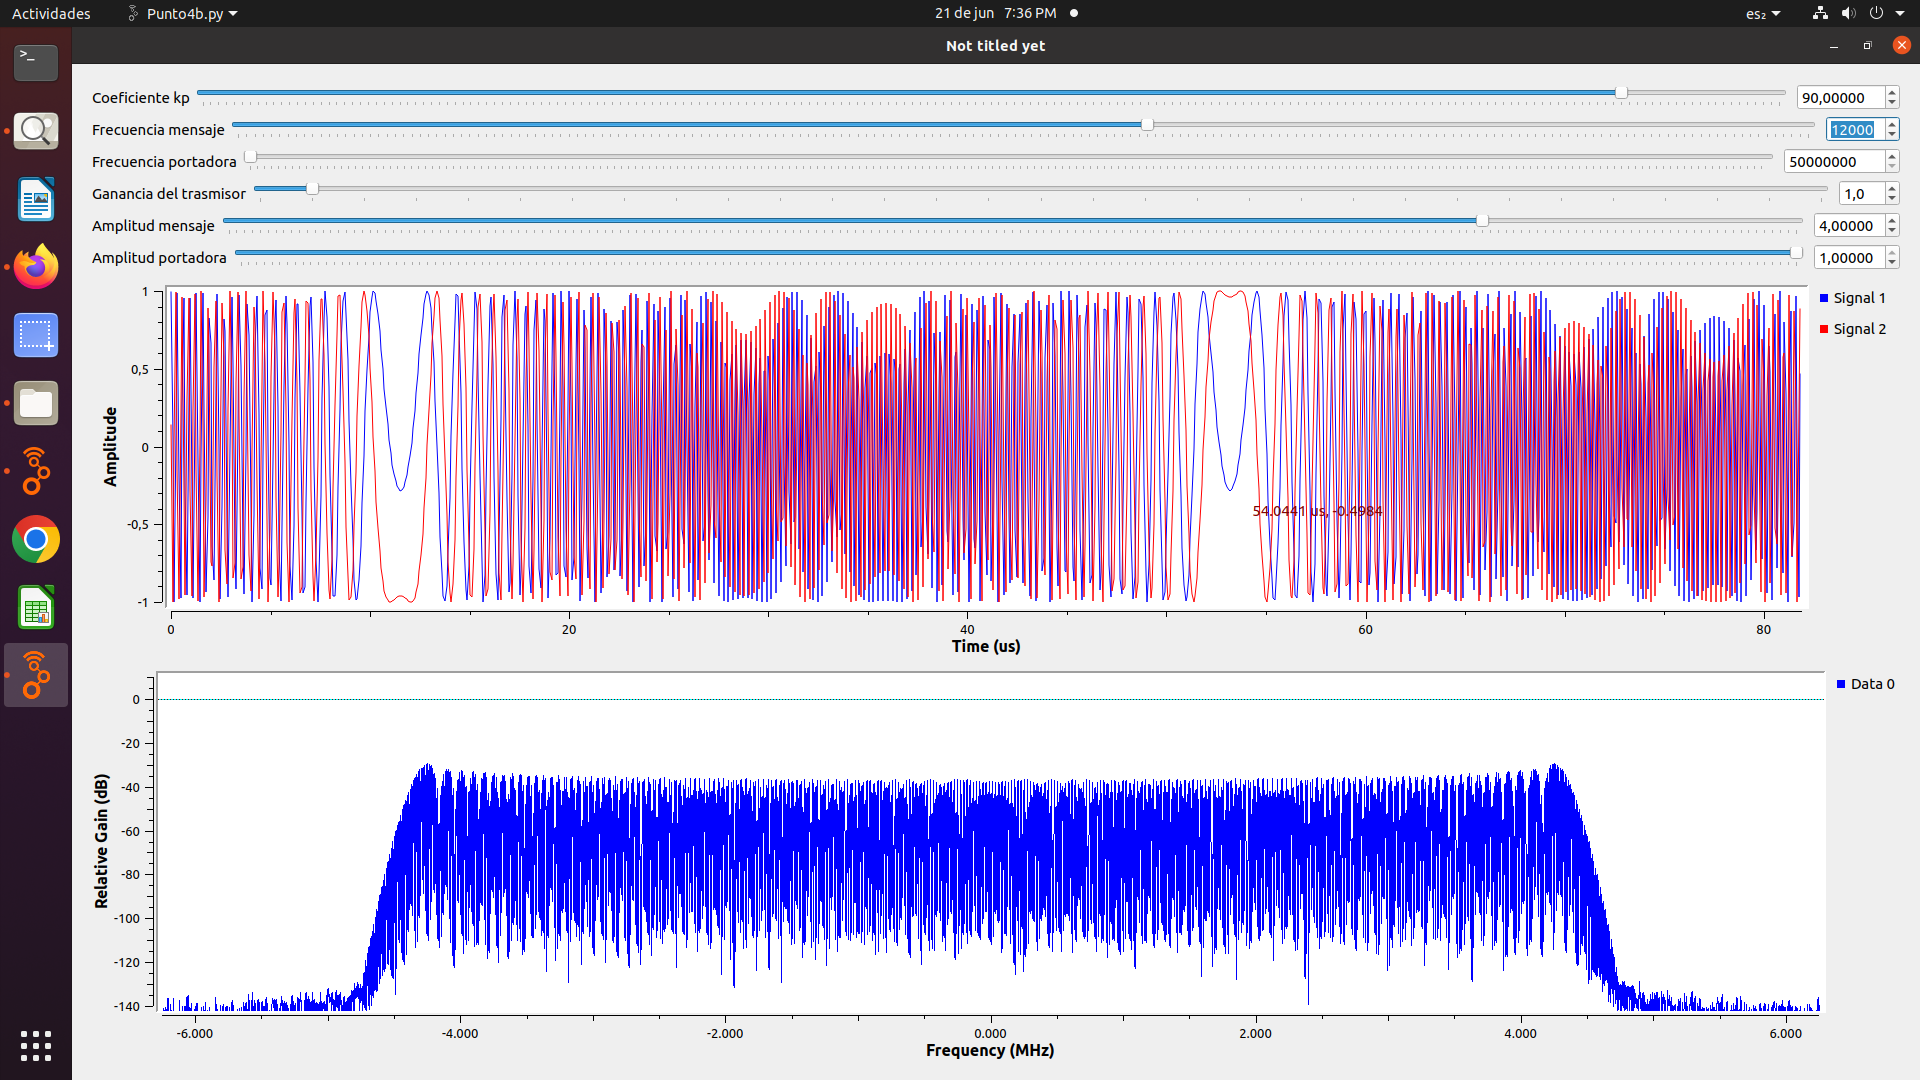 Actividades
Punto4b.py
21 de jun 7:36 PM
es₂
Not titled yet
Coeficiente kp
90,00000
Frecuencia mensaje
12000
Frecuencia portadora
50000000
Ganancia del trasmisor
1,0
Amplitud mensaje
4,00000
Amplitud portadora
1,00000
1
0,5
0
-0,5
-1
Amplitude
Signal 1
Signal 2
54.0441 us, -0.4984
0
20
40
60
80
Time (us)
0
-20
-40
-60
-80
-100
-120
-140
Relative Gain (dB)
Data 0
-6.000
-4.000
-2.000
0.000
2.000
4.000
6.000
Frequency (MHz)